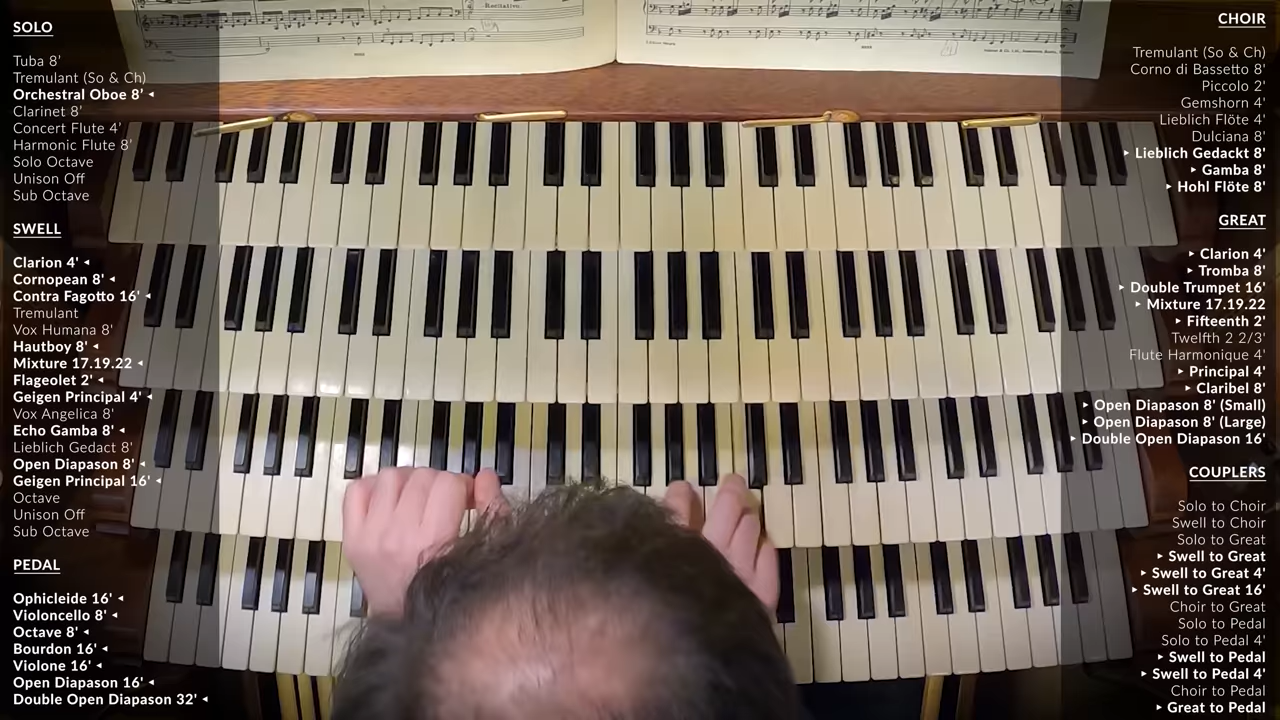 SOLO
Tuba 8'
Tremulant (So & Ch)
Orchestral Oboe 8' ◂
Clarinet 8'
Concert Flute 4'
Harmonic Flute 8'
Solo Octave
Unison Off
Sub Octave
SWELL
Clarion 4' ◂
Cornopean 8' ◂
Contra Fagotto 16' ◂
Tremulant
Vox Humana 8'
Hautboy 8' ◂
Mixture 17.19.22 ◂
Flageolet 2' ◂
Geigen Principal 4' ◂
Vox Angelica 8'
Echo Gamba 8' ◂
Lieblich Gedact 8'
Open Diapason 8' ◂
Geigen Principal 16' ◂
Octave
Unison Off
Sub Octave
PEDAL
Ophicleide 16' ◂
Violoncello 8' ◂
Octave 8' ◂
Bourdon 16' ◂
Violone 16' ◂
Open Diapason 16' ◂
Double Open Diapason 32' ◂
Recitativo.
CHOIR
Tremulant (So & Ch)
Corno di Bassetto 8'
Piccolo 2'
Gemshorn 4'
Lieblich Flöte 4'
Dulciana 8'
▸ Lieblich Gedackt 8'
▸ Gamba 8'
▸ Hohl Flöte 8'
GREAT
▸ Clarion 4'
▸ Tromba 8'
▸ Double Trumpet 16'
▸ Mixture 17.19.22
▸ Fifteenth 2'
Twelfth 2 2/3'
Flute Harmonique 4'
▸ Principal 4'
▸ Claribel 8'
▸ Open Diapason 8' (Small)
▸ Open Diapason 8' (Large)
▸ Double Open Diapason 16'
COUPLERS
Solo to Choir
Swell to Choir
Solo to Great
▸ Swell to Great
▸ Swell to Great 4'
▸ Swell to Great 16'
Choir to Great
Solo to Pedal
Solo to Pedal 4'
▸ Swell to Pedal
▸ Swell to Pedal 4'
Choir to Pedal
▸ Great to Pedal